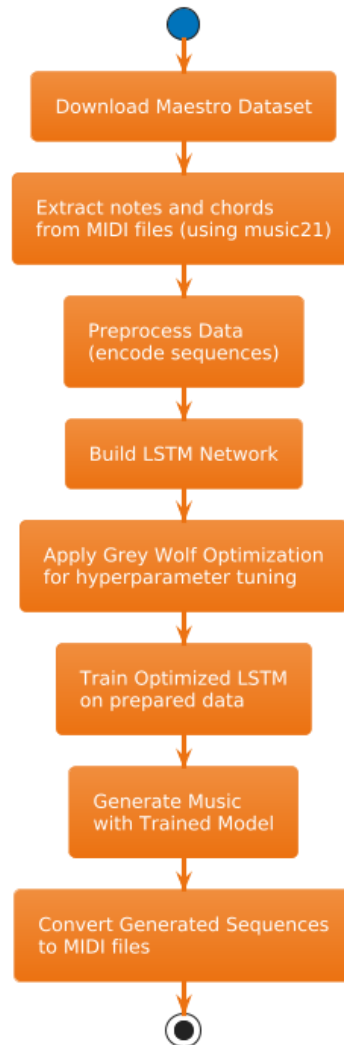 Download Maestro Dataset
Extract notes and chords
from MIDI files (using music21)
Preprocess Data
(encode sequences)
Build LSTM Network
Apply Grey Wolf Optimization
for hyperparameter tuning
Train Optimized LSTM
on prepared data
Generate Music
with Trained Model
Convert Generated Sequences
to MIDI files